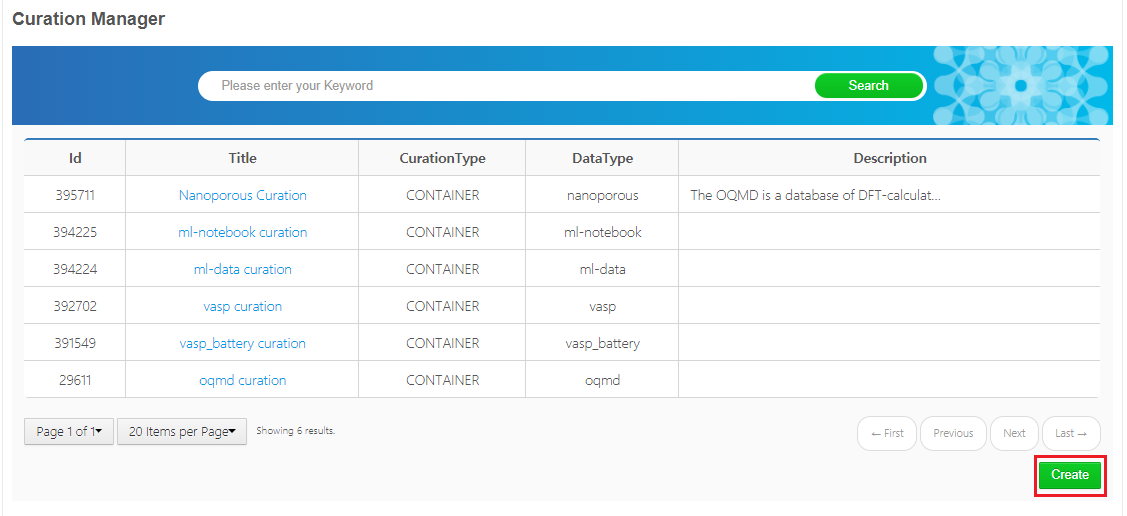 Curation Manager
Please enter your Keyword Search
Id Title CurationType DataType Description
395711 Nanoporous Curation CONTAINER nanoporous The OQMD is a database of DFT-calculat...
394225 ml-notebook curation CONTAINER ml-notebook
394224 ml-data curation CONTAINER ml-data
392702 vasp curation CONTAINER vasp
391549 vasp_battery curation CONTAINER vasp_battery
29611 oqmd curation CONTAINER oqmd
Page 1 of 1 20 Items per Page Showing 6 results. ← First Previous Next Last →
Create